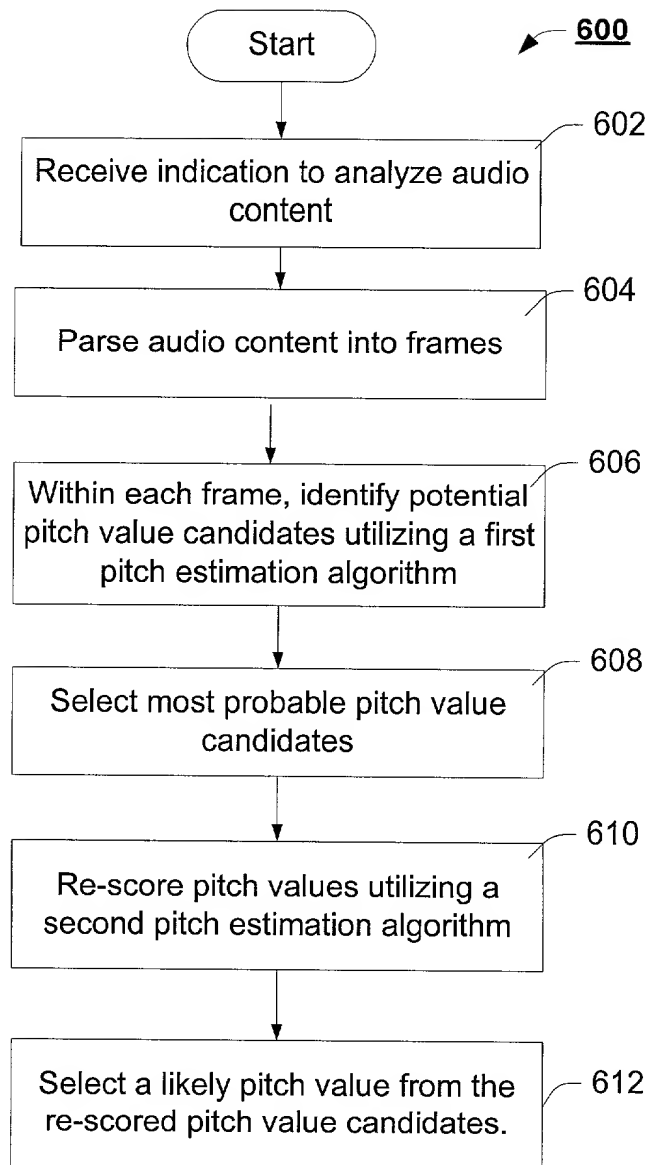 Start
600
602
Receive indication to analyze audio
content
604
Parse audio content into frames
606
Within each frame, identify potential
pitch value candidates utilizing a first
pitch estimation algorithm
608
Select most probable pitch value
candidates
610
Re-score pitch values utilizing a
second pitch estimation algorithm
Select a likely pitch value from the
re-scored pitch value candidates.
612